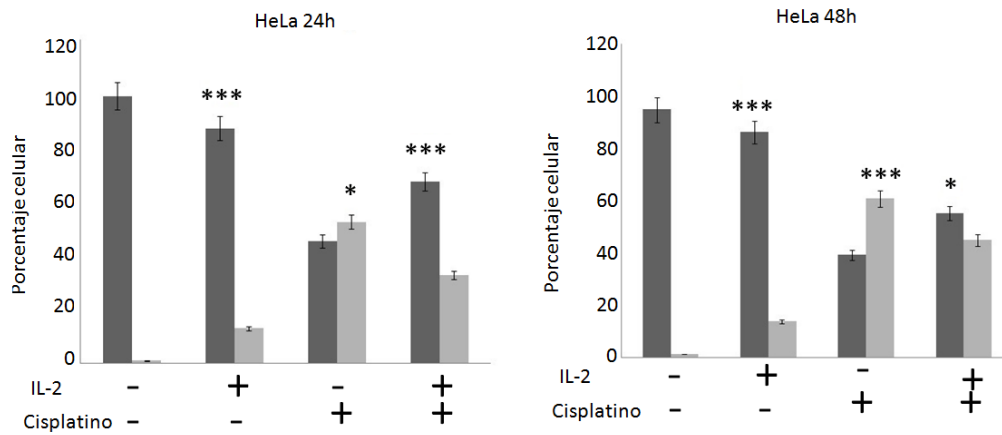 HeLa 24h
Porcentaje celular
120
100
80
60
40
20
0
***
*
***
IL-2 - + - +
Cisplatino - - + +
HeLa 48h
Porcentaje celular
120
100
80
60
40
20
0
***
***
*
IL-2 - + - +
Cisplatino - - + +